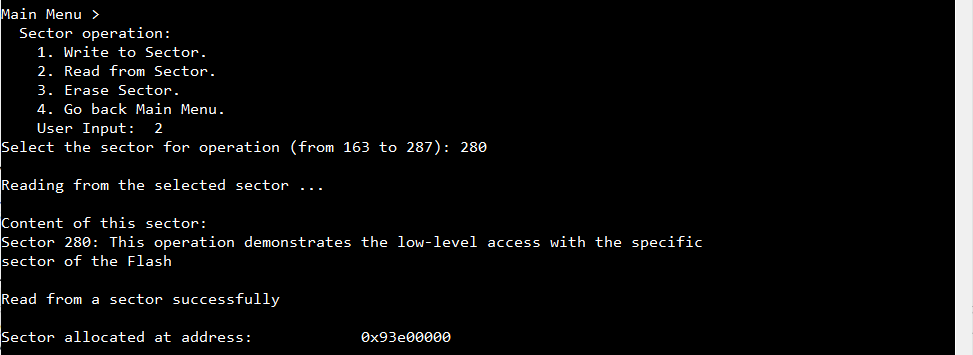 Main Menu >
Sector operation:
1. Write to Sector.
2. Read from Sector.
3. Erase Sector.
4. Go back Main Menu.
User Input:  2
Select the sector for operation (from 163 to 287): 280
Reading from the selected sector ...
Content of this sector:
Sector 280: This operation demonstrates the low-level access with the specific
sector of the Flash
Read from a sector successfully
Sector allocated at address:            0x93e00000